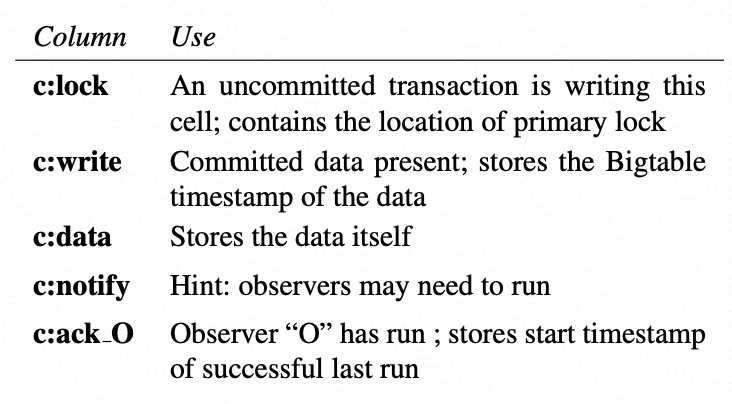 Column Use
c:lock An uncommitted transaction is writing this
cell; contains the location of primary lock
c:write Committed data present; stores the Bigtable
timestamp of the data
c:data Stores the data itself
c:notify Hint: observers may need to run
c:ack_O Observer “O” has run ; stores start timestamp
of successful last run